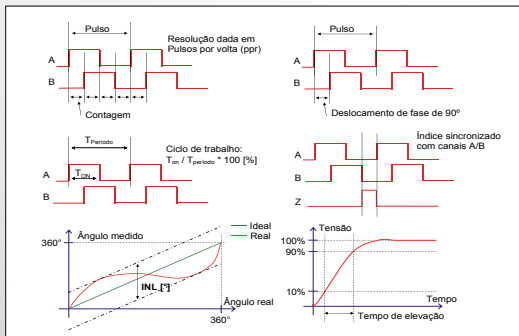 Pulso
Resolução dada em
Pulsos por volta (ppr)
A
B
Contagem
Pulso
A
B
Deslocamento de fase de 90º
TPeríodo
Ciclo de trabalho:
Ton / Tperíodo * 100 [%]
A
TON
B
Índice sincronizado
com canais A/B
A
B
Z
Ângulo medido
Ideal
Real
360°
INL [°]
Ângulo real
360°
Tensão
100%
90%
10%
Tempo
Tempo de elevação